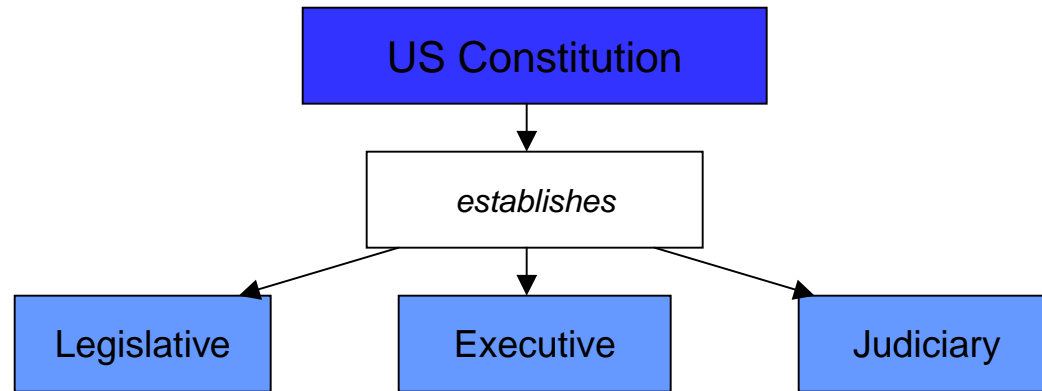 US Constitution
establishes
Legislative
Executive
Judiciary